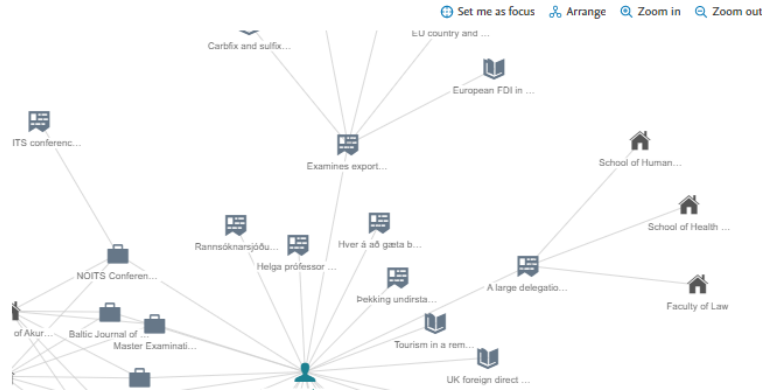 Set me as focus Arrange Zoom in Zoom out
EU country and ...
Carbfix and sulfix...
European FDI in ...
ITS conferenc...
Examines export...
School of Human...
School of Health ...
Rannsóknarsjóðu...
Hver á að gæta b...
Helga prófessor ...
NOITS Conferen...
A large delegatio...
Þekking undirsta...
Faculty of Law
of Akur...
Baltic Journal of ...
Master Examinati...
Tourism in a rem...
UK foreign direct ...